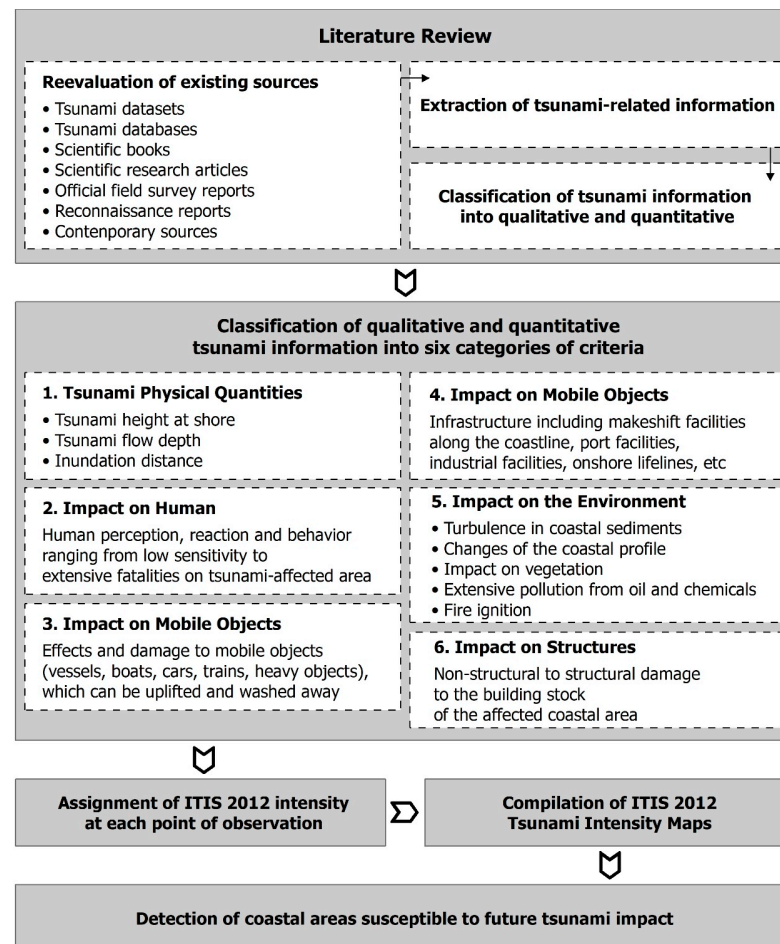 Literature Review
Reevaluation of existing sources
• Tsunami datasets
• Tsunami databases
• Scientific books
• Scientific research articles
• Official field survey reports
• Reconnaissance reports
• Contenporary sources
Extraction of tsunami-related information
Classification of tsunami information
into qualitative and quantitative
Classification of qualitative and quantitative
tsunami information into six categories of criteria
1. Tsunami Physical Quantities
• Tsunami height at shore
• Tsunami flow depth
• Inundation distance
2. Impact on Human
Human perception, reaction and behavior
ranging from low sensitivity to
extensive fatalities on tsunami-affected area
3. Impact on Mobile Objects
Effects and damage to mobile objects
(vessels, boats, cars, trains, heavy objects),
which can be uplifted and washed away
4. Impact on Mobile Objects
Infrastructure including makeshift facilities
along the coastline, port facilities,
industrial facilities, onshore lifelines, etc
5. Impact on the Environment
• Turbulence in coastal sediments
• Changes of the coastal profile
• Impact on vegetation
• Extensive pollution from oil and chemicals
• Fire ignition
6. Impact on Structures
Non-structural to structural damage
to the building stock
of the affected coastal area
Assignment of ITIS 2012 intensity
at each point of observation
Compilation of ITIS 2012
Tsunami Intensity Maps
Detection of coastal areas susceptible to future tsunami impact